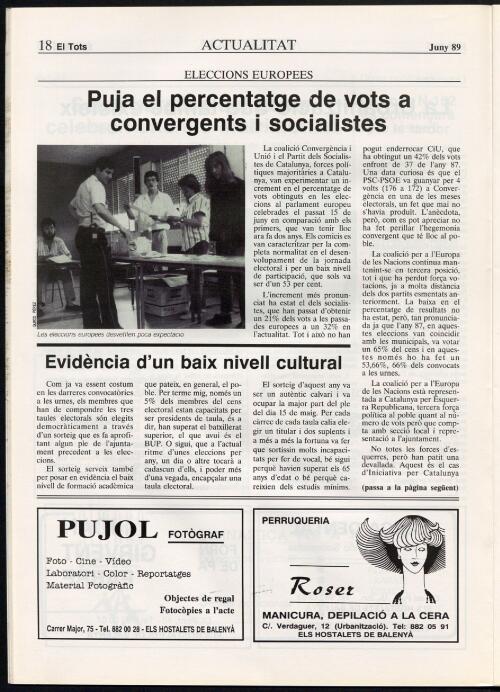 18 El Tots
ACTUALITAT
Juny 89
ELECCIONS EUROPEES
Puja el percentatge de vots a
convergents i socialistes
Les eleccions europees desvetllen poca expectació
La coalició Convergència i
Unió i el Partit dels Socialis-
tes de Catalunya, forces polí-
tiques majoritàries a Catalu-
nya, van experimentar un in-
crement en el percentatge de
vots obtinguts en les elec-
cions al parlament europeu
celebrades el passat 15 de
juny en comparació amb els
primers, que van tenir lloc
ara fa dos anys. Els comicis es
van caracteritzar per la com-
pleta normalitat en el desen-
volupament de la jornada
electoral i per un baix nivell
de participació, que sols va
ser d'un 53 per cent.
L'increment més pronun-
ciat ha estat el dels socialis-
tes, que han passat d'obtenir
un 21% dels vots a les passa-
des europees a un 32% en
l'actualitat. Tot i això no han
pogut enderrocar CiU, que
ha obtingut un 42% dels vots
enfront de 37 de l'any 87.
Una data curiosa és que el
PSC-PSOE va guanyar per 4
vots (176 a 172) a Conver-
gència en una de les meses
electorals, un fet que mai no
s'havia produït. L'anècdota,
però, com es pot apreciar no
ha fet perillar l'hegemonia
convergent que té lloc al po-
ble.
La coalició per a l'Europa
de les Nacions continua man-
tenint-se en tercera posició,
tot i que ha perdut força vo-
tacions, ja a molta distància
dels dos partits esmentats an-
teriorment. La baixa en el
percentatge de resultats no
ha estat, però, tan pronuncia-
da ja que l'any 87, en aques-
tes eleccions van coincidir
amb les municipals, va votar
un 65% del cens i en aques-
tes només ho ha fet un
53,66%, 66% dels convocats
a les urnes.
La coalició per a l'Europa
de les Nacions està represen-
tada a Catalunya per Esquer-
ra Republicana, tercera força
política al poble quant al nú-
mero de vots però que comp-
ta amb secció local i repre-
sentació a l'ajuntament.
No totes les forces d'es-
querres, però han patit una
devallada. Aquest és el cas
d'Iniciativa per Catalunya
(passa a la pàgina següent)
Evidència d'un baix nivell cultural
Com ja va essent costum
en les darreres convocatòries
a les urnes, els membres que
han de compondre les tres
taules electorals són elegits
democràticament a través
d'un sorteig que es fa aprofi-
tant algun ple de l'ajunta-
ment precedent a les elec-
cions.
El sorteig serveix també
per posar en evidència el baix
nivell de formació acadèmica
que pateix, en general, el po-
ble. Per terme mig, només un
5% dels membres del cens
electoral estan capacitats per
ser presidents de taula, és a
dir, han superat el batxillerat
superior, el que avui és el
BUP. O sigui, que a l'actual
ritme d'unes eleccions per
any, un dia o altre tocarà a
cadascun d'ells, i poder més
d'una vegada, encapçalar una
taula electoral.
El sorteig d'aquest any va
ser un autèntic calvari i va
ocupar la major part del ple
del dia 15 de maig. Per cada
càrrec de cada taula calia ele-
gir un titular i dos suplents i
a més a més la fortuna va fer
que sortissin molts incapaci-
tats per fer de vocal, bé sigui
perquè havien superat els 65
anys d'edat o bé perquè ca-
reixien dels estudis mínims.
PUJOL FOTÒGRAF
Foto - Cine - Vídeo
Laboratori - Color - Reportatges
Material Fotogràfic
Objectes de regal
Fotocòpies a l'acte
Carrer Major, 75 - Tel. 882 00 28 - ELS HOSTALETS DE BALENYÀ
PERRUQUERIA
Roser
MANICURA, DEPILACIÓ A LA CERA
C/. Verdaguer, 12 (Urbanització). Tel: 882 05 91
ELS HOSTALETS DE BALENYÀ